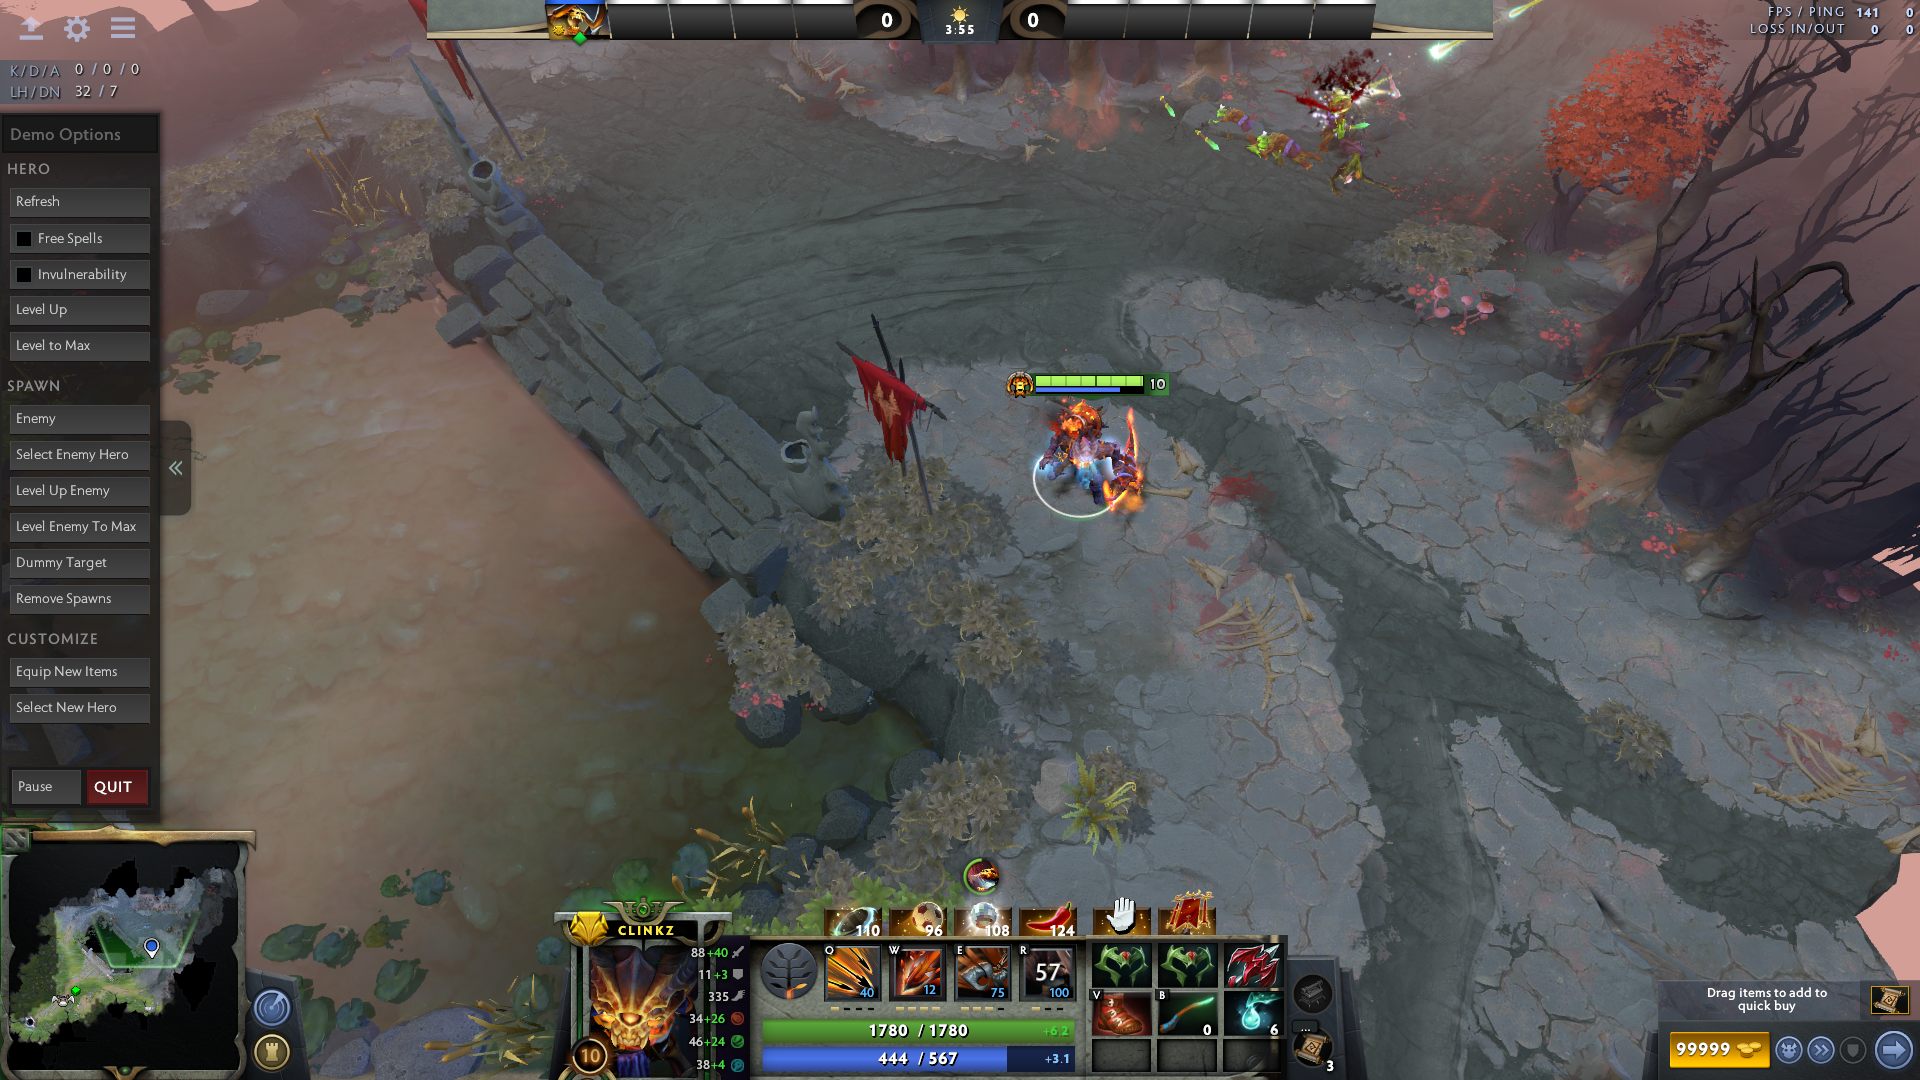 0
3:55
0
FPS / PING 141 0
LOSS IN/OUT 0 0
K/D/A 0 / 0 / 0
LH/DN 32 / 7
Demo Options
HERO
Refresh
Free Spells
Invulnerability
Level Up
Level to Max
SPAWN
Enemy
Select Enemy Hero
Level Up Enemy
Level Enemy To Max
Dummy Target
Remove Spawns
CUSTOMIZE
Equip New Items
Select New Hero
Pause QUIT
10
CLINKZ
110 96 108 124
88+40
11+3
335
34+26
46+24
38+4
10
Q W E R
57
40 12 75 100
1780 / 1780 +6.2
444 / 567 +3.1
V 3 B 0 6
...
3
Drag items to add to
quick buy
99999